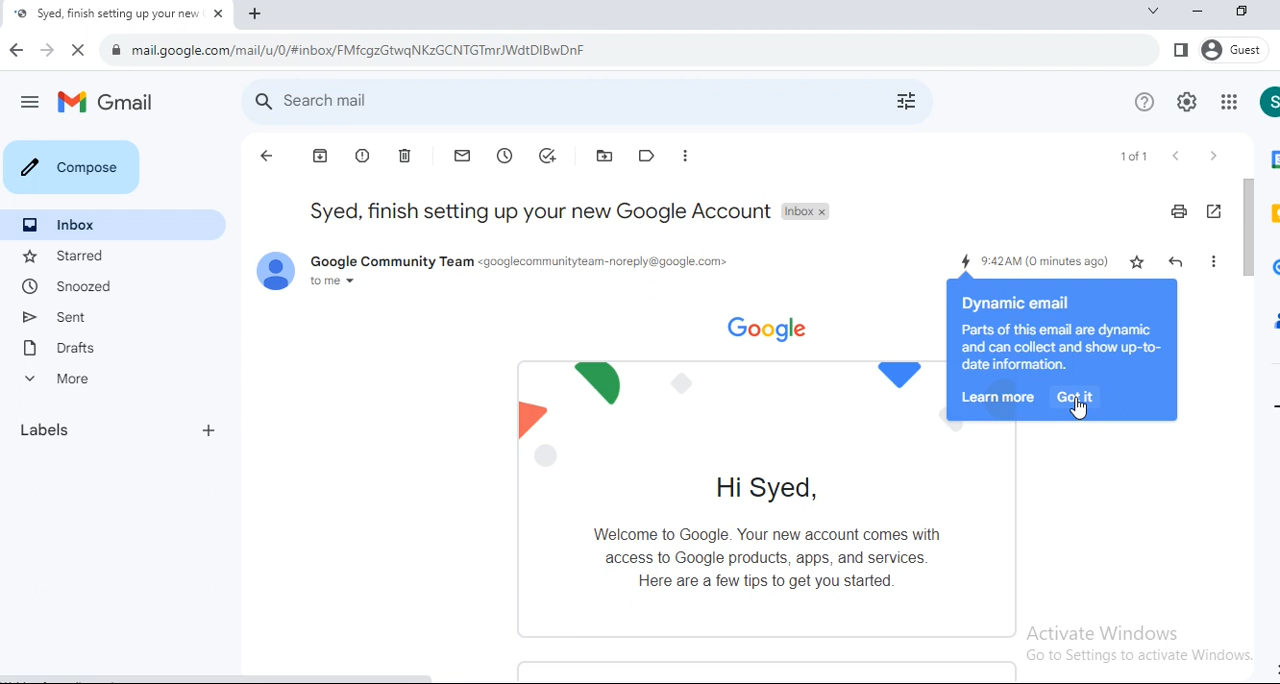 Syed, finish setting up your new
mail.google.com/mail/u/0/#inbox/FMfcgzGtwqNKzGCNTGTmrJWdtDlBwDnF
Guest
Gmail
Search mail
S
Compose
1 of 1
Inbox
Starred
Snoozed
Sent
Drafts
More
Labels
Syed, finish setting up your new Google Account
Inbox x
Google Community Team <googlecommunityteam-noreply@google.com>
9:42 AM (0 minutes ago)
to me
Dynamic email
Parts of this email are dynamic
and can collect and show up-to-
date information.
Learn more Got it
Google
Hi Syed,
Welcome to Google. Your new account comes with
access to Google products, apps, and services.
Here are a few tips to get you started.
Activate Windows
Go to Settings to activate Windows.